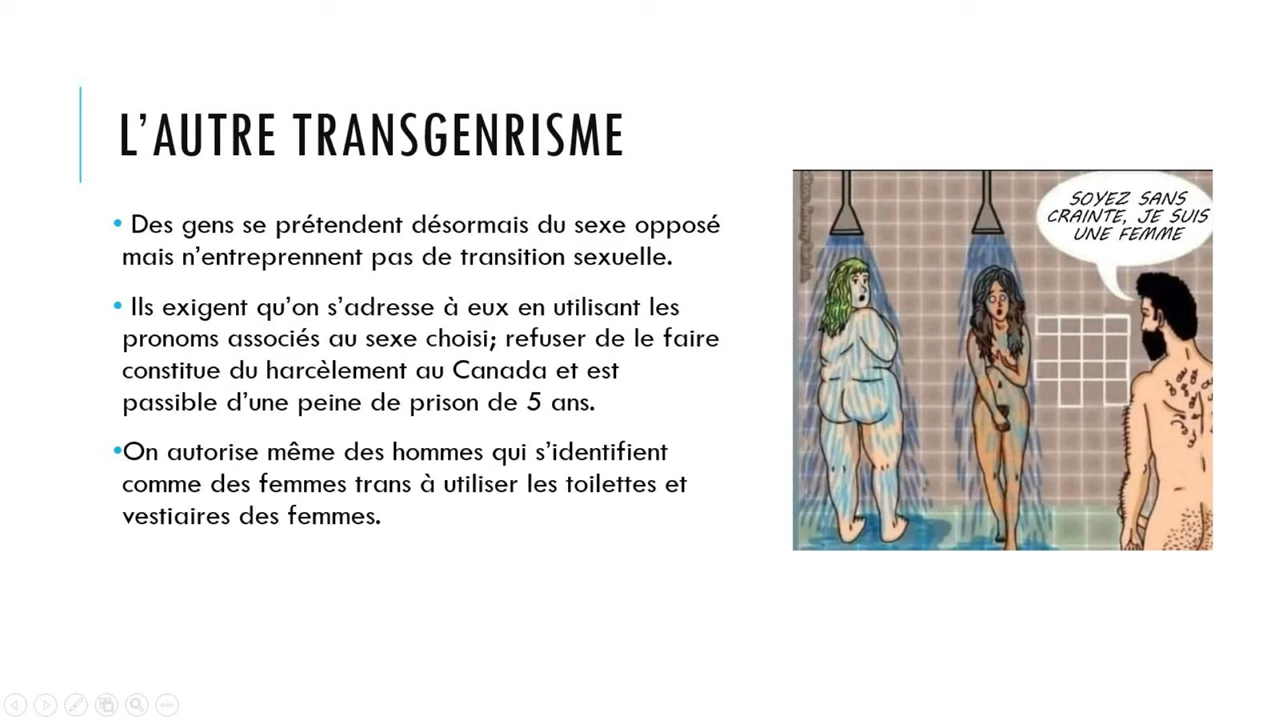 L'AUTRE TRANSGENRISME
• Des gens se prétendent désormais du sexe opposé
mais n'entreprennent pas de transition sexuelle.
• Ils exigent qu'on s'adresse à eux en utilisant les
pronoms associés au sexe choisi; refuser de le faire
constitue du harcèlement au Canada et est
passible d'une peine de prison de 5 ans.
•On autorise même des hommes qui s'identifient
comme des femmes trans à utiliser les toilettes et
vestiaires des femmes.
SOYEZ SANS
CRAINTE, JE SUIS
UNE FEMME